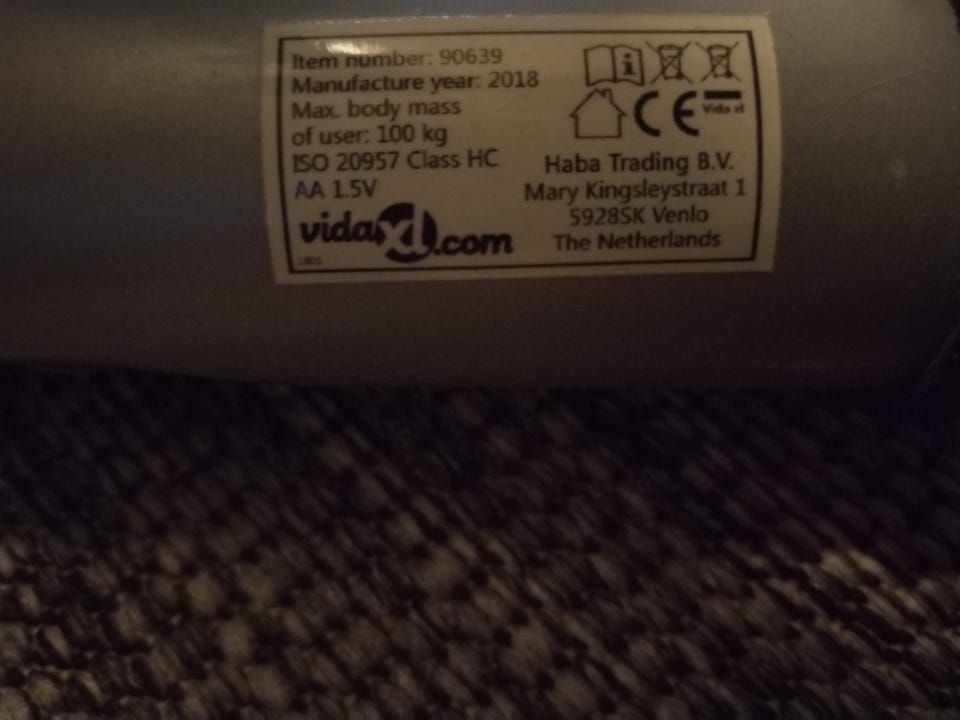 Item number: 90639
Manufacture year: 2018
Max. body mass
of user: 100 kg
ISO 20957 Class HC
AA 1.5V
vidaXL.com
i
CE
Vida xl
Haba Trading B.V.
Mary Kingsleystraat 1
5928SK Venlo
The Netherlands